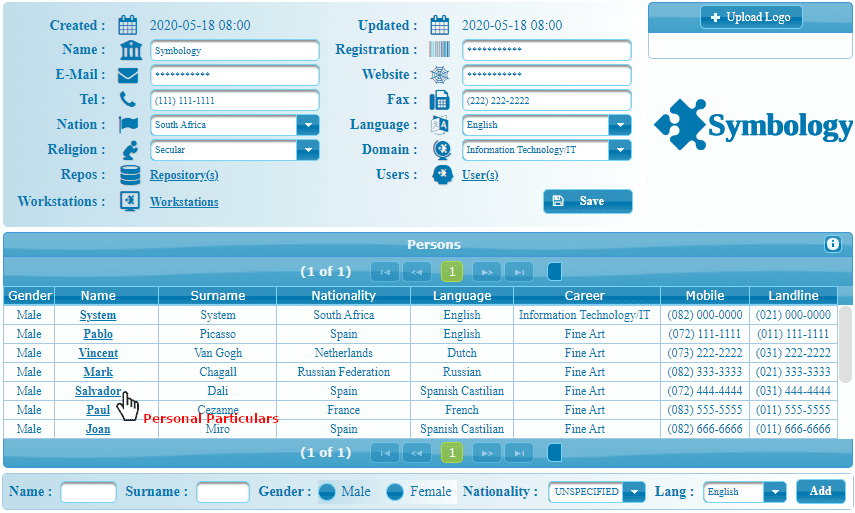 Created : 2020-05-18 08:00 Updated : 2020-05-18 08:00 Upload Logo
Name : Symbology Registration : ***********
E-Mail : *********** Website : ***********
Tel : (111) 111-1111 Fax : (222) 222-2222
Nation : South Africa Language : English Symbology
Religion : Secular Domain : Information Technology/IT
Repos : Repository(s) Users : User(s)
Workstations : Workstations Save
Persons
(1 of 1) 1
Gender Name Surname Nationality Language Career Mobile Landline
Male System System South Africa English Information Technology/IT (082) 000-0000 (021) 000-0000
Male Pablo Picasso Spain English Fine Art (072) 111-1111 (011) 111-1111
Male Vincent Van Gogh Netherlands Dutch Fine Art (073) 222-2222 (031) 222-2222
Male Mark Chagall Russian Federation Russian Fine Art (082) 333-3333 (021) 333-3333
Male Salvador Dali Spain Spanish Castilian Fine Art (072) 444-4444 (031) 444-4444
Male Paul Cezanne France French Fine Art (083) 555-5555 (011) 555-5555
Personal Particulars
Male Joan Miro Spain Spanish Castilian Fine Art (082) 666-6666 (011) 666-6666
(1 of 1) 1
Name : Surname : Gender : Male Female Nationality : UNSPECIFIED Lang : English Add